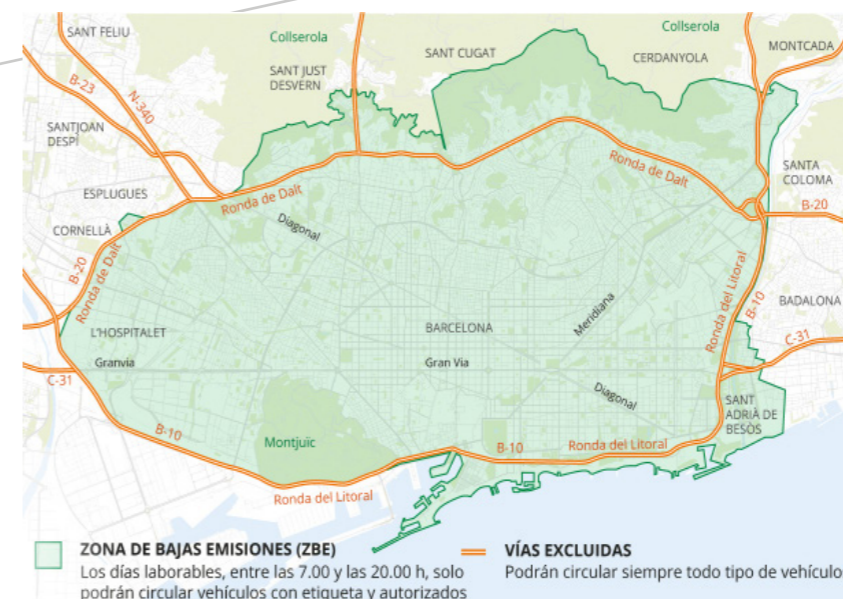 SANT FELIU
Collserola
Collserola
SANT CUGAT
CERDANYOLA
MONTCADA
SANT JUST
DESVERN
B-23
N-340
SANTJOAN
DESPÍ
SANTA
COLOMA
ESPLUGUES
Ronda de Dalt
Ronda de Dalt
B-20
CORNELLÀ
Diagonal
B-20
Ronda de Dalt
Ronda del Litoral
B-10
BADALONA
L'HOSPITALET
BARCELONA
Meridiana
Granvia
Gran Via
C-31
C-31
Diagonal
SANT
ADRIÀ DE
BESÒS
B-10
Montjuïc
B-10
Ronda del Litoral
Ronda del Litoral
ZONA DE BAJAS EMISIONES (ZBE)
Los días laborables, entre las 7.00 y las 20.00 h, solo
podrán circular vehículos con etiqueta y autorizados
VÍAS EXCLUIDAS
Podrán circular siempre todo tipo de vehículo